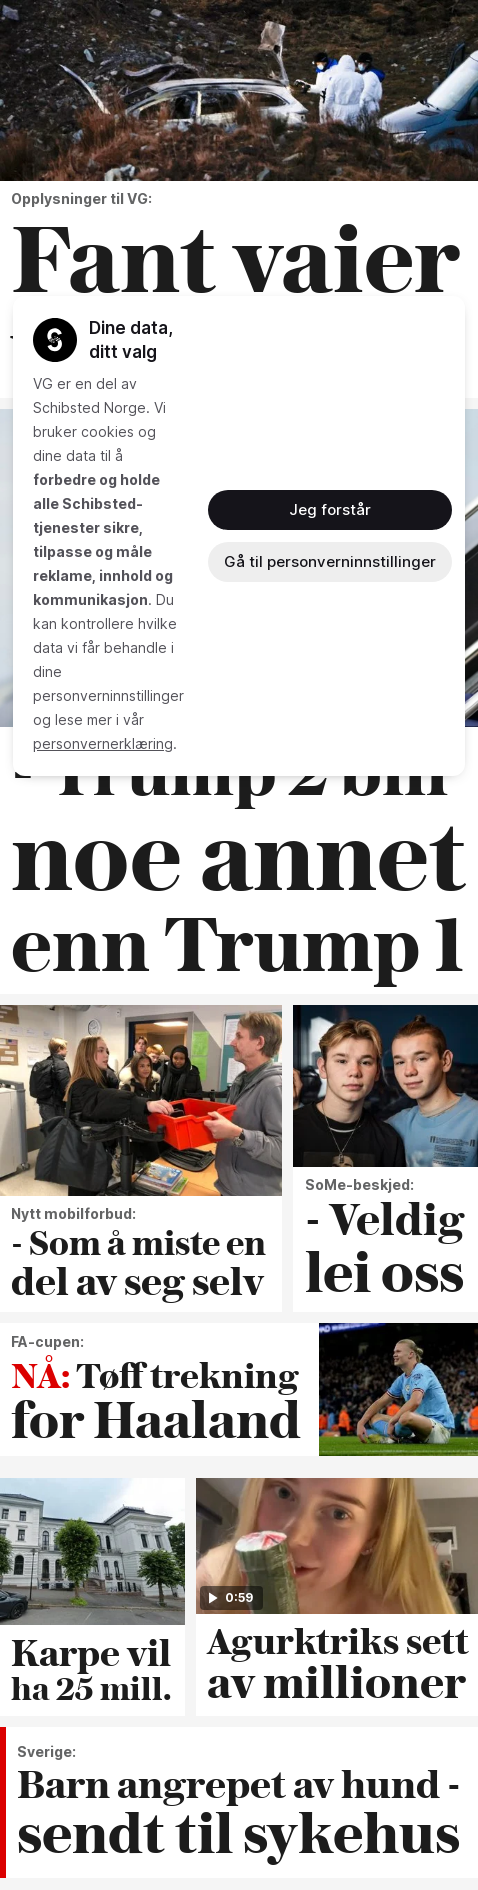 Opplysninger til VG:
Fant vaier
Dine data,
ditt valg
VG er en del av
Schibsted Norge. Vi
bruker cookies og
dine data til å
forbedre og holde
alle Schibsted-
tjenester sikre,
tilpasse og måle
reklame, innhold og
kommunikasjon. Du
kan kontrollere hvilke
data vi får behandle i
dine
personverninnstillinger
og lese mer i vår
personvernerklæring.
Jeg forstår
Gå til personverninnstillinger
- Trump 2 blir
noe annet
enn Trump 1
Nytt mobilforbud:
- Som å miste en
del av seg selv
SoMe-beskjed:
- Veldig
lei oss
FA-cupen:
NÅ: Tøff trekning
for Haaland
Karpe vil
ha 25 mill.
0:59
Agurktriks sett
av millioner
Sverige:
Barn angrepet av hund -
sendt til sykehus